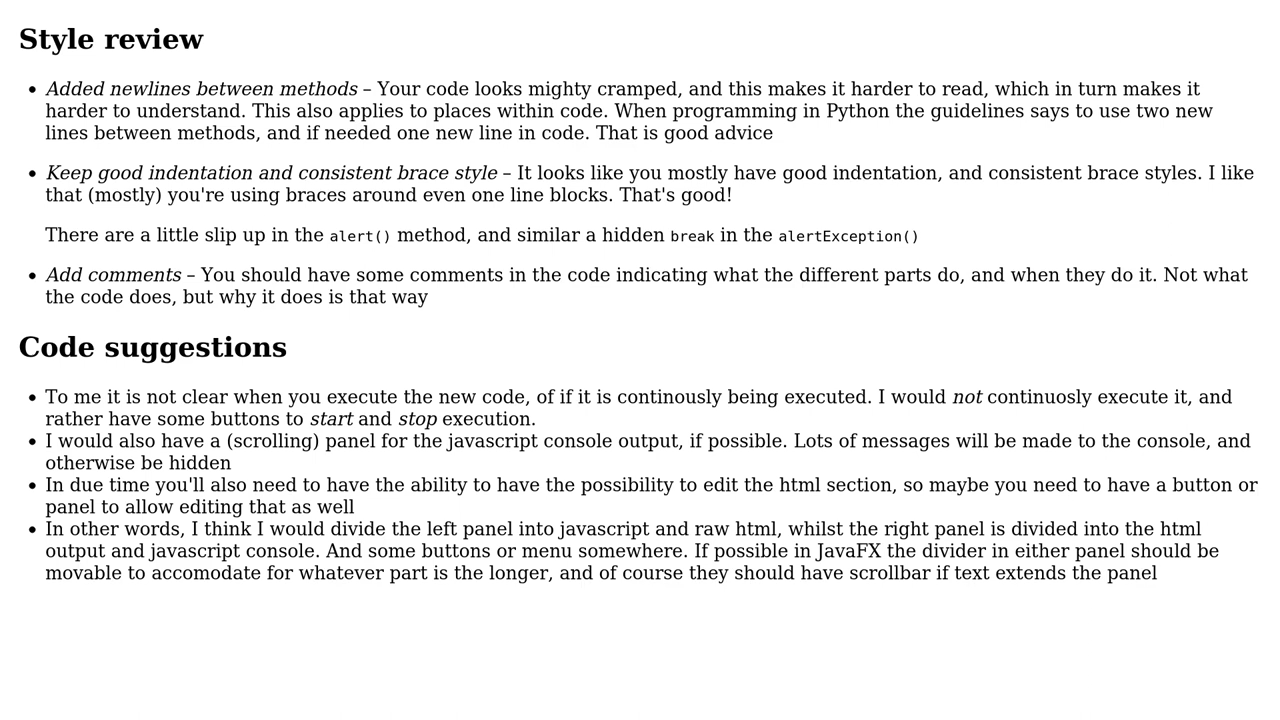 Style review
• Added newlines between methods – Your code looks mighty cramped, and this makes it harder to read, which in turn makes it
harder to understand. This also applies to places within code. When programming in Python the guidelines says to use two new
lines between methods, and if needed one new line in code. That is good advice
• Keep good indentation and consistent brace style – It looks like you mostly have good indentation, and consistent brace styles. I like
that (mostly) you're using braces around even one line blocks. That's good!
There are a little slip up in the alert() method, and similar a hidden break in the alertException()
• Add comments – You should have some comments in the code indicating what the different parts do, and when they do it. Not what
the code does, but why it does is that way
Code suggestions
• To me it is not clear when you execute the new code, of if it is continously being executed. I would not continuosly execute it, and
rather have some buttons to start and stop execution.
• I would also have a (scrolling) panel for the javascript console output, if possible. Lots of messages will be made to the console, and
otherwise be hidden
• In due time you'll also need to have the ability to have the possibility to edit the html section, so maybe you need to have a button or
panel to allow editing that as well
• In other words, I think I would divide the left panel into javascript and raw html, whilst the right panel is divided into the html
output and javascript console. And some buttons or menu somewhere. If possible in JavaFX the divider in either panel should be
movable to accomodate for whatever part is the longer, and of course they should have scrollbar if text extends the panel